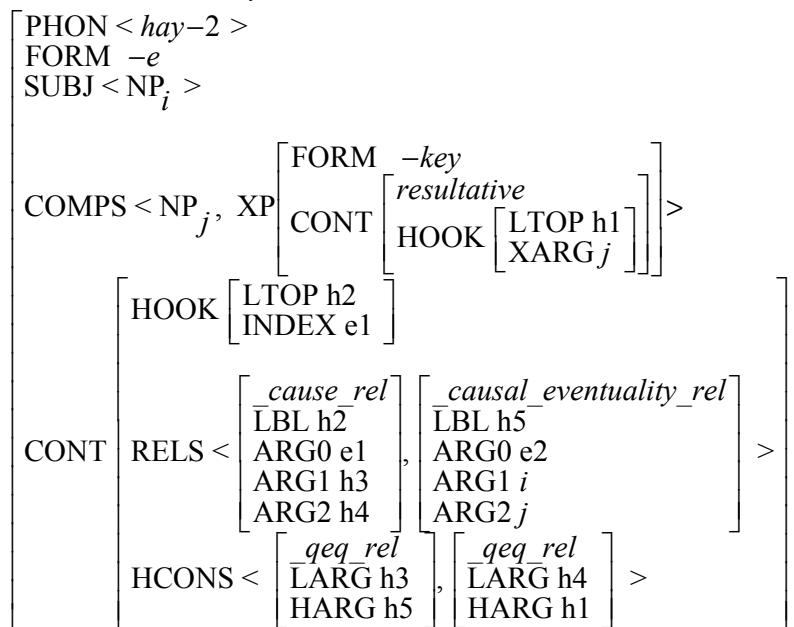 PHON < hay−2 >
FORM −e
SUBJ < NPi >
FORM −key
resultative
COMPS < NPj, XP CONT HOOK LTOP h1 >
XARG j
HOOK LTOP h2
INDEX e1
_cause_rel _causal_eventuality_rel
LBL h2 LBL h5
CONT RELS < ARG0 e1 , ARG0 e2 >
ARG1 h3 ARG1 i
ARG2 h4 ARG2 j
_qeq_rel _qeq_rel
HCONS < LARG h3 , LARG h4 >
HARG h5 HARG h1